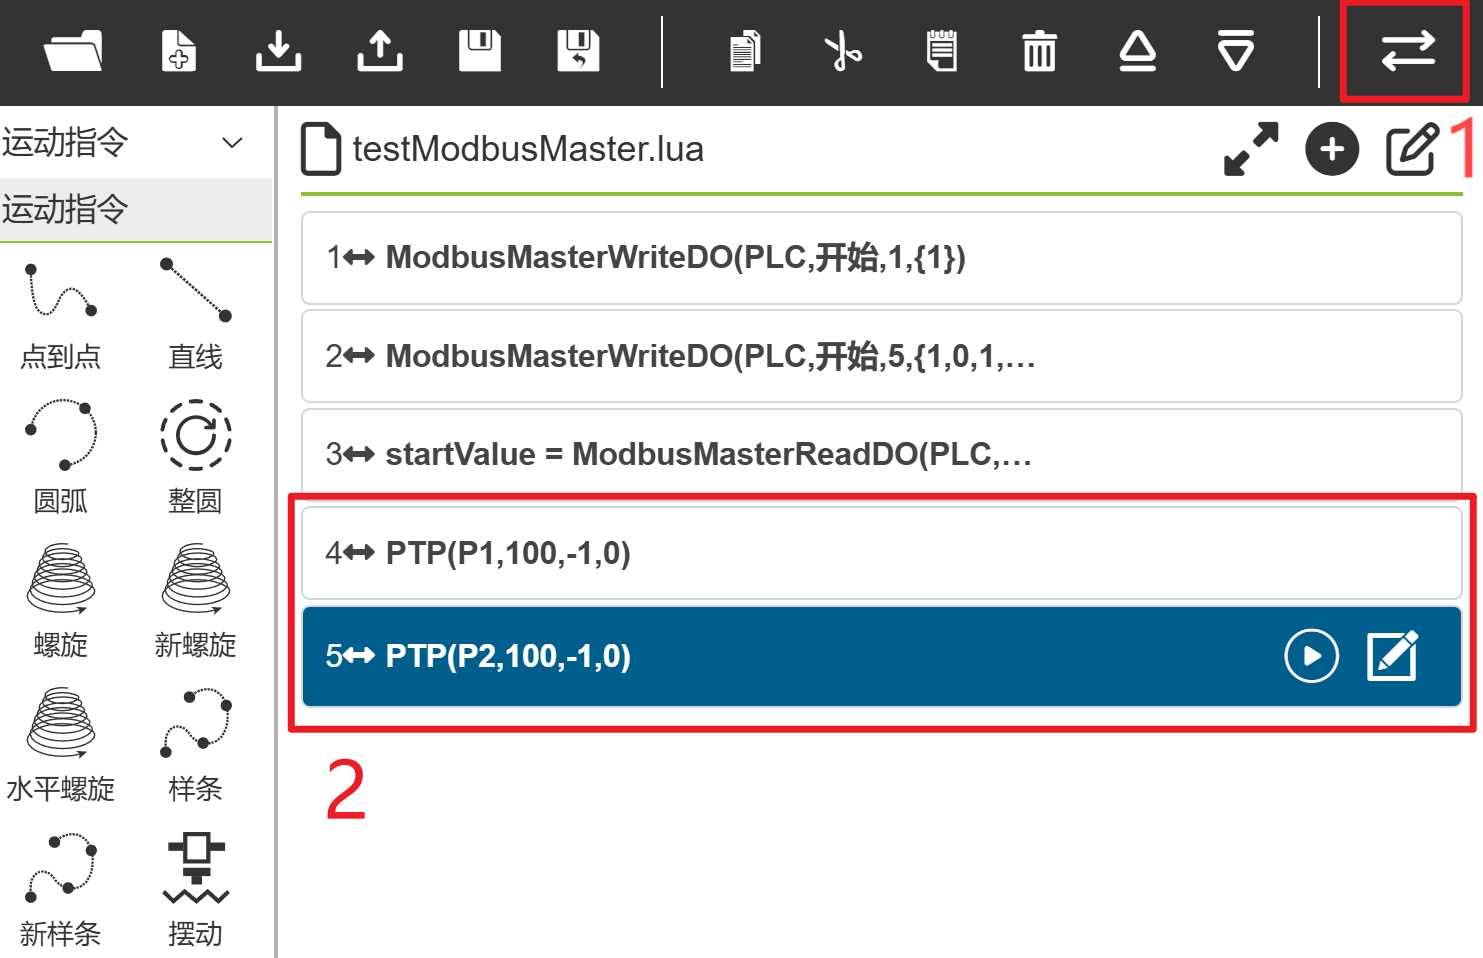 运动指令
运动指令
点到点
直线
圆弧
整圆
螺旋
新螺旋
水平螺旋
样条
新样条
摆动
testModbusMaster.lua
1
1 ModbusMasterWriteDO(PLC,开始,1,{1})
2 ModbusMasterWriteDO(PLC,开始,5,{1,0,1,...
3 startValue = ModbusMasterReadDO(PLC,...
4 PTP(P1,100,-1,0)
5 PTP(P2,100,-1,0)
2